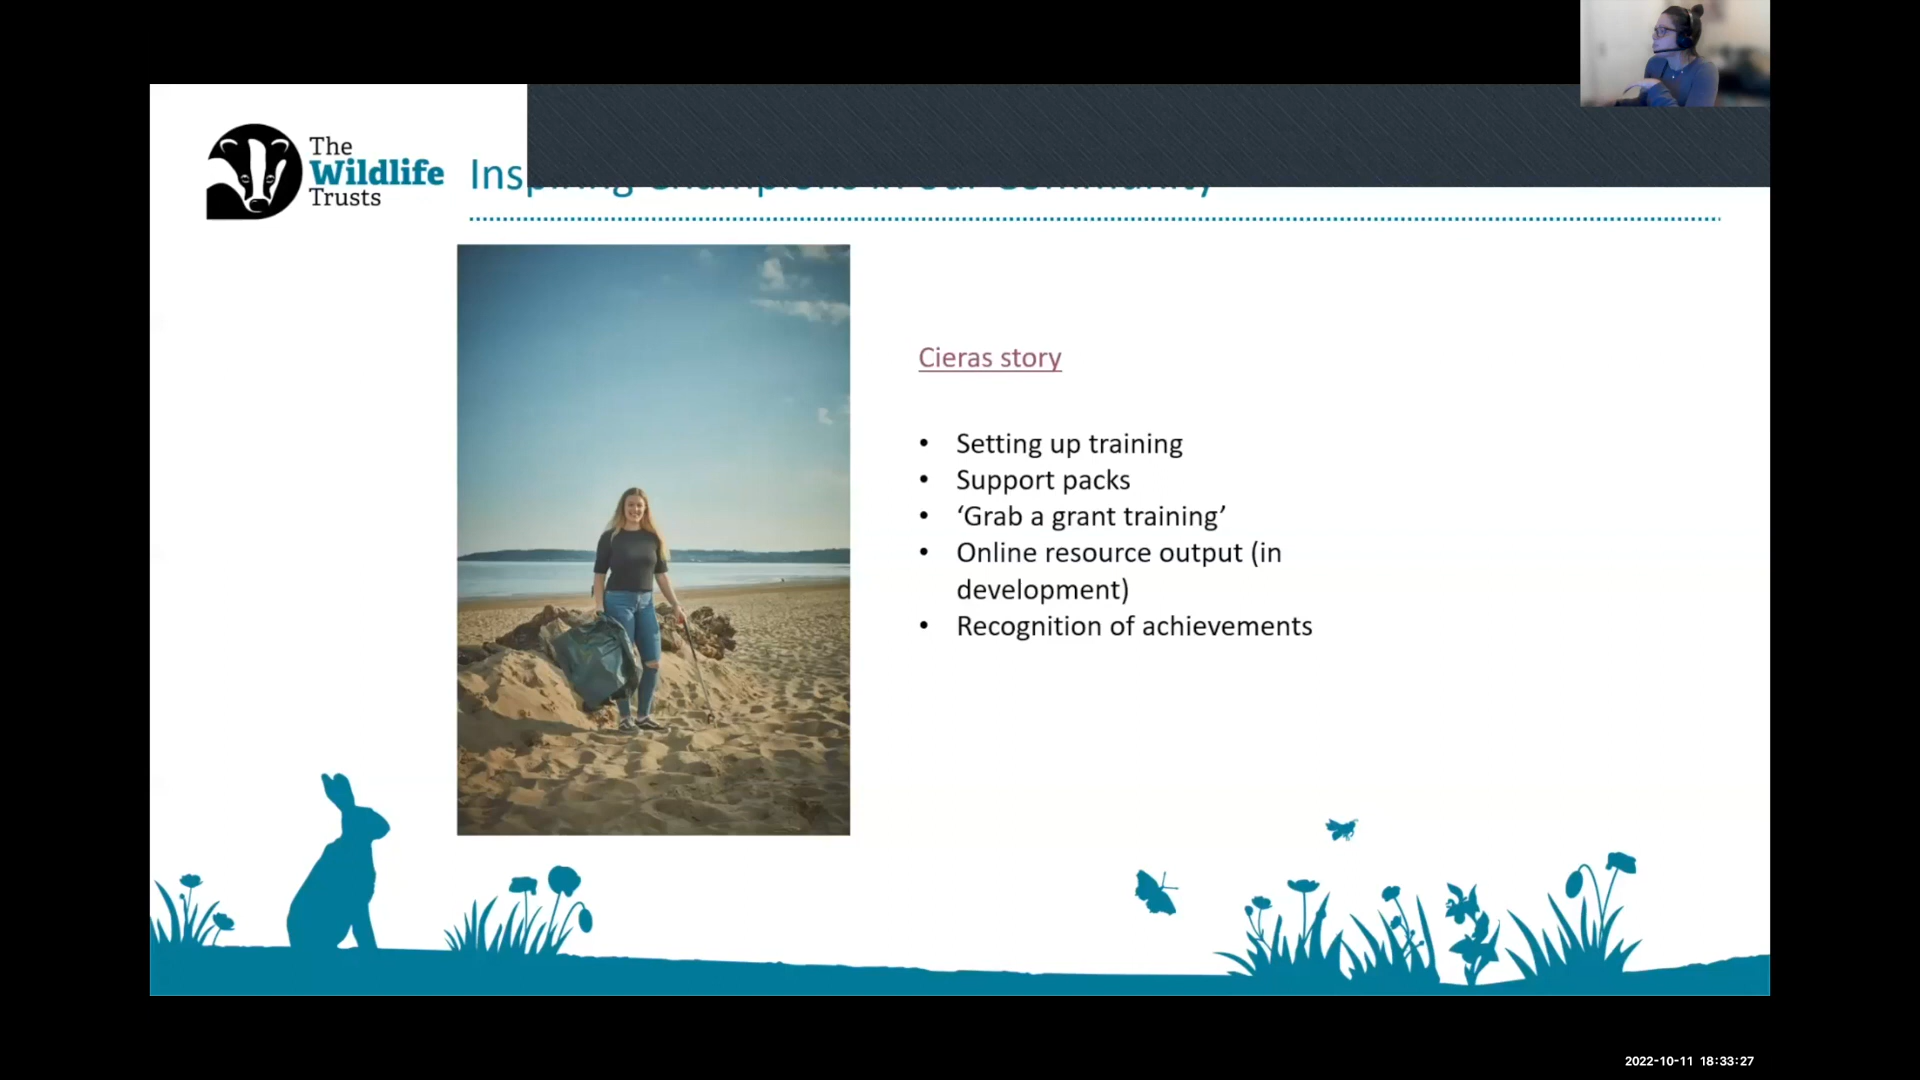 The
Wildlife
Trusts
Inspiring Champions in our Community
Cieras story
• Setting up training
• Support packs
• ‘Grab a grant training’
• Online resource output (in
development)
• Recognition of achievements
2022-10-11 18:33:27